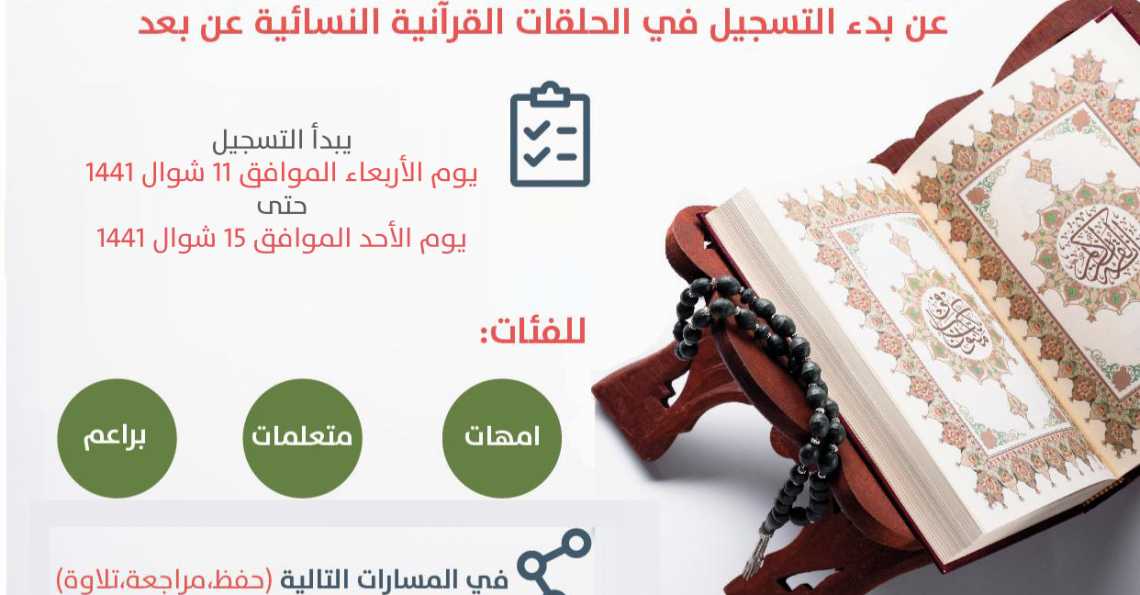 عن بدء التسجيل في الحلقات القرآنية النسائية عن بعد
يبدأ التسجيل
يوم الأربعاء الموافق 11 شوال 1441
حتى
يوم الأحد الموافق 15 شوال 1441
للفئات:
امهات
متعلمات
براعم
في المسارات التالية (حفظ،مراجعة،تلاوة)